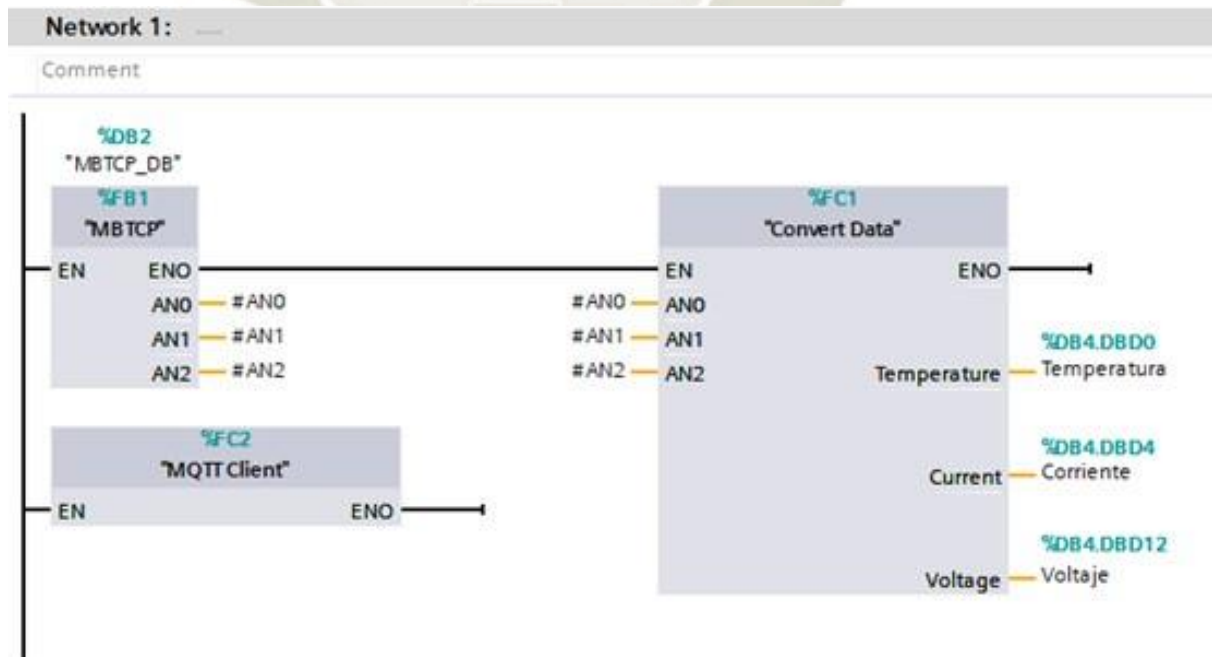 Network 1:
Comment
%DB2
"MBTCP_DB"
%FB1
"MBTCP"
EN ENO
AN0 #AN0
AN1 #AN1
AN2 #AN2
%FC1
"Convert Data"
EN ENO
#AN0 AN0
#AN1 AN1
#AN2 AN2
%DB4.DBD0
Temperature Temperatura
%DB4.DBD4
Current Corriente
%DB4.DBD12
Voltage Voltaje
%FC2
"MQTT Client"
EN ENO